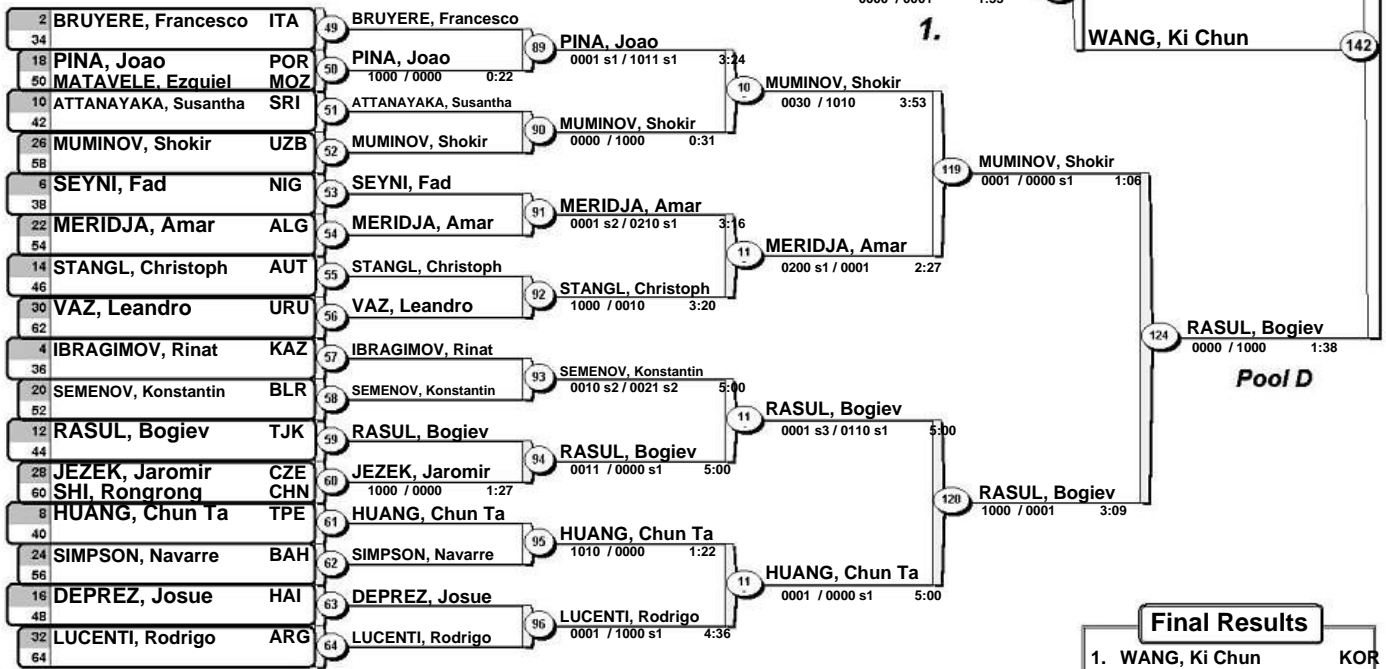 0000 / 0001 1:55
1.
WANG, Ki Chun
142
2 BRUYERE, Francesco ITA
34
18 PINA, Joao POR
50 MATAVELE, Ezquiel MOZ
10 ATTANAYAKA, Susantha SRI
42
26 MUMINOV, Shokir UZB
58
6 SEYNI, Fad NIG
38
22 MERIDJA, Amar ALG
54
14 STANGL, Christoph AUT
46
30 VAZ, Leandro URU
62
4 IBRAGIMOV, Rinat KAZ
36
20 SEMENOV, Konstantin BLR
52
12 RASUL, Bogiev TJK
44
28 JEZEK, Jaromir CZE
60 SHI, Rongrong CHN
8 HUANG, Chun Ta TPE
40
24 SIMPSON, Navarre BAH
56
16 DEPREZ, Josue HAI
48
32 LUCENTI, Rodrigo ARG
64
49 BRUYERE, Francesco
50 PINA, Joao
1000 / 0000 0:22
51 ATTANAYAKA, Susantha
52 MUMINOV, Shokir
53 SEYNI, Fad
54 MERIDJA, Amar
55 STANGL, Christoph
56 VAZ, Leandro
57 IBRAGIMOV, Rinat
58 SEMENOV, Konstantin
59 RASUL, Bogiev
60 JEZEK, Jaromir
1000 / 0000 1:27
61 HUANG, Chun Ta
62 SIMPSON, Navarre
63 DEPREZ, Josue
64 LUCENTI, Rodrigo
89 PINA, Joao
0001 s1 / 1011 s1 3:24
90 MUMINOV, Shokir
0000 / 1000 0:31
91 MERIDJA, Amar
0001 s2 / 0210 s1 3:16
92 STANGL, Christoph
1000 / 0010 3:20
93 SEMENOV, Konstantin
0010 s2 / 0021 s2 5:00
94 RASUL, Bogiev
0011 / 0000 s1 5:00
95 HUANG, Chun Ta
1010 / 0000 1:22
96 LUCENTI, Rodrigo
0001 / 1000 s1 4:36
10 MUMINOV, Shokir
0030 / 1010 3:53
11 MERIDJA, Amar
0200 s1 / 0001 2:27
11 RASUL, Bogiev
0001 s3 / 0110 s1 5:00
11 HUANG, Chun Ta
0001 / 0000 s1 5:00
119 MUMINOV, Shokir
0001 / 0000 s1 1:06
120 RASUL, Bogiev
1000 / 0001 3:09
124 RASUL, Bogiev
0000 / 1000 1:38
Pool D
Final Results
1. WANG, Ki Chun KOR